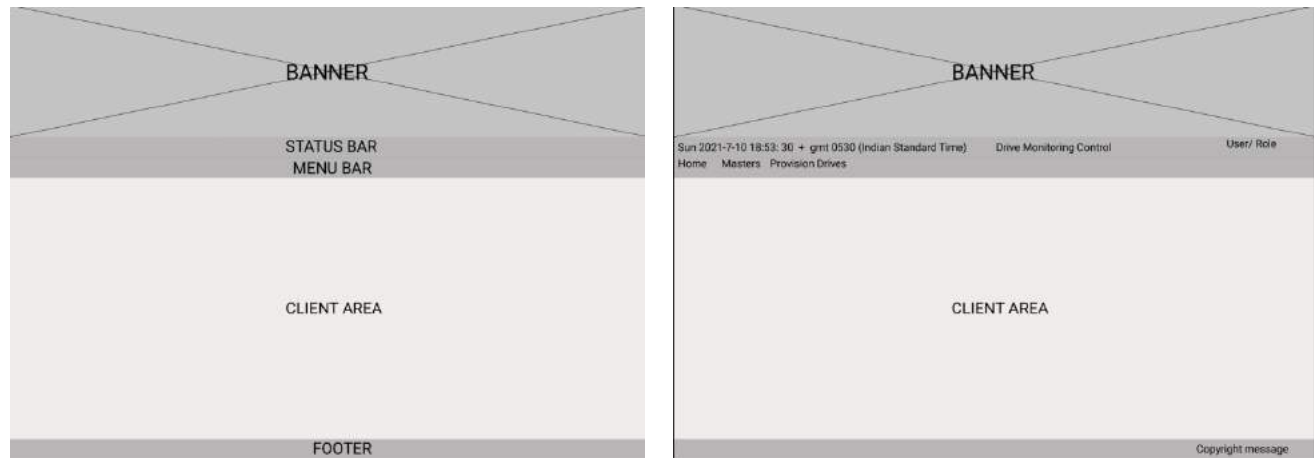 BANNER
STATUS BAR
MENU BAR
CLIENT AREA
FOOTER
BANNER
Sun 2021-7-10 18:53: 30 + gmt 0530 (Indian Standard Time) Drive Monitoring Control User/ Role
Home Masters Provision Drives
CLIENT AREA
Copyright message